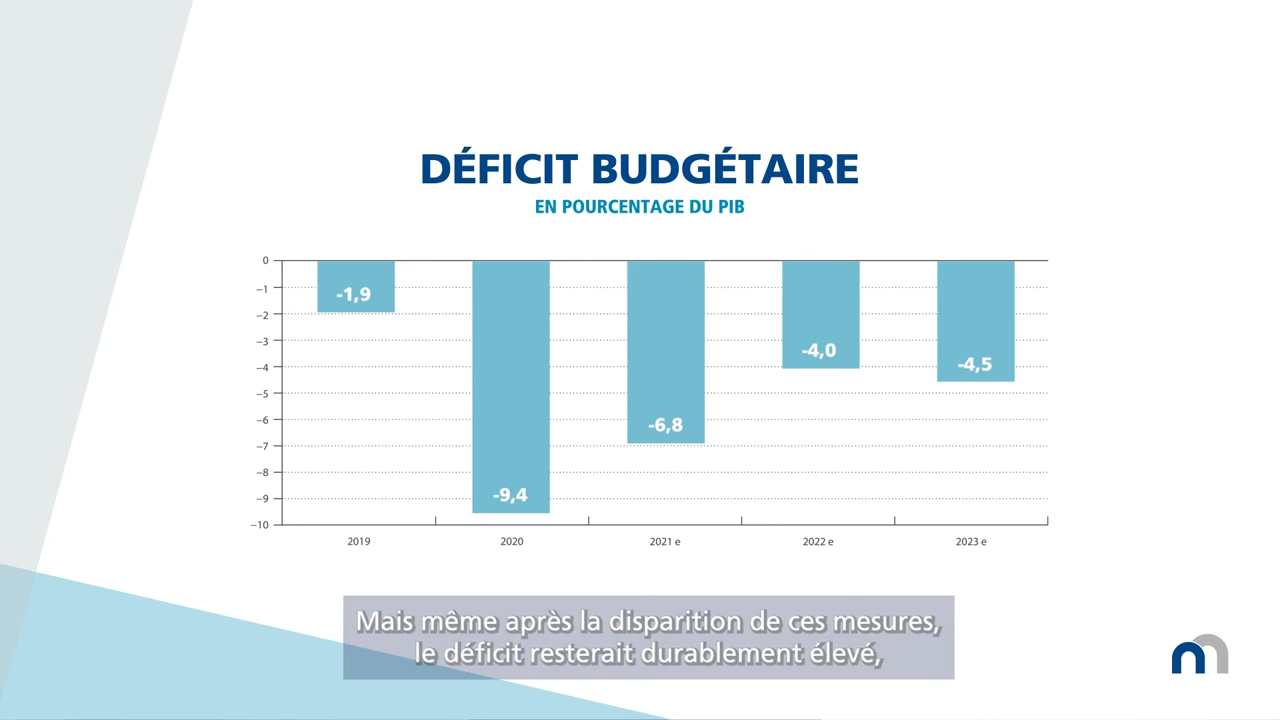 DÉFICIT BUDGÉTAIRE
EN POURCENTAGE DU PIB
0
–1
–2
–3
–4
–5
–6
–7
–8
–9
–10
-1,9
-9,4
-6,8
-4,0
-4,5
2019
2020
2021 e
2022 e
2023 e
Mais même après la disparition de ces mesures,
le déficit resterait durablement élevé,